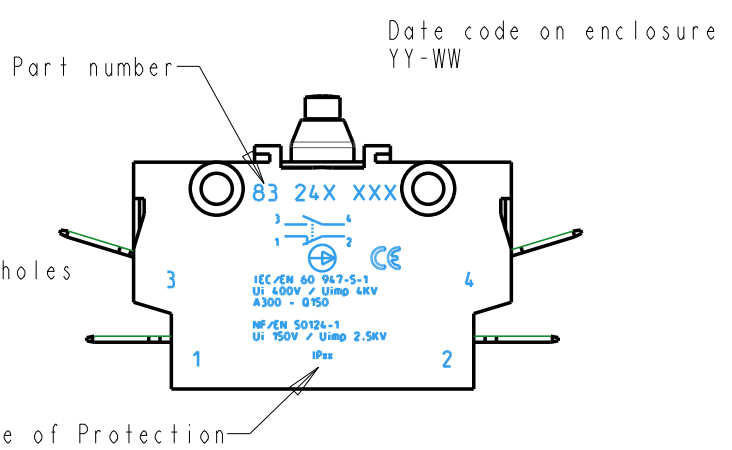 Date code on enclosure
YY-WW
Part number
83 24X XXX
3 4
1 2
CE
holes
3 4
IEC/EN 60 947-5-1
Ui 400V / Uimp 4KV
A300 - Q150
NF/EN 50124-1
Ui 150V / Uimp 2.5KV
1 2
IPxx
e of Protection